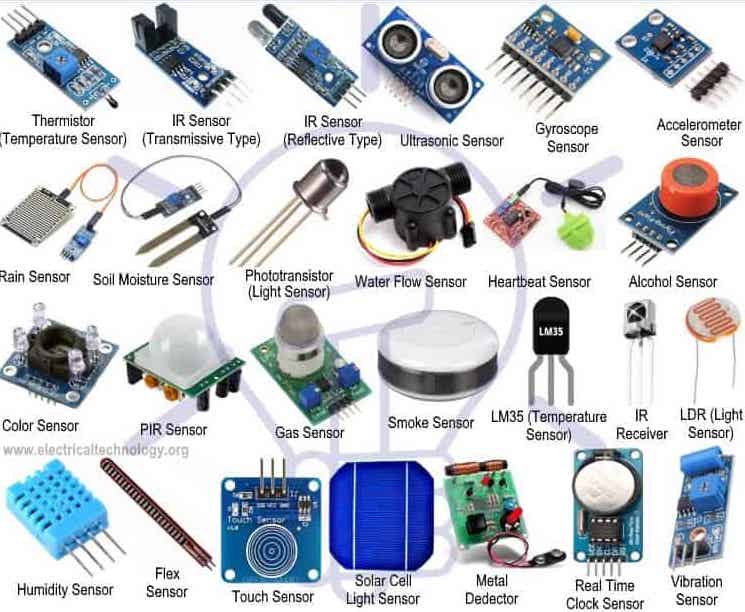 Thermistor
(Temperature Sensor)
IR Sensor
(Transmissive Type)
IR Sensor
(Reflective Type)
Ultrasonic Sensor
Gyroscope
Sensor
Accelerometer
Sensor
Rain Sensor
Soil Moisture Sensor
Phototransistor
(Light Sensor)
Water Flow Sensor
Heartbeat Sensor
Alcohol Sensor
LM35
Color Sensor
PIR Sensor
Gas Sensor
Smoke Sensor
LM35 (Temperature
Sensor)
IR
Receiver
LDR (Light
Sensor)
www.electricaltechnology.org
Touch Sensor
Humidity Sensor
Flex
Sensor
Touch Sensor
Solar Cell
Light Sensor
Metal
Dedector
Real Time
Clock Sensor
Vibration
Sensor